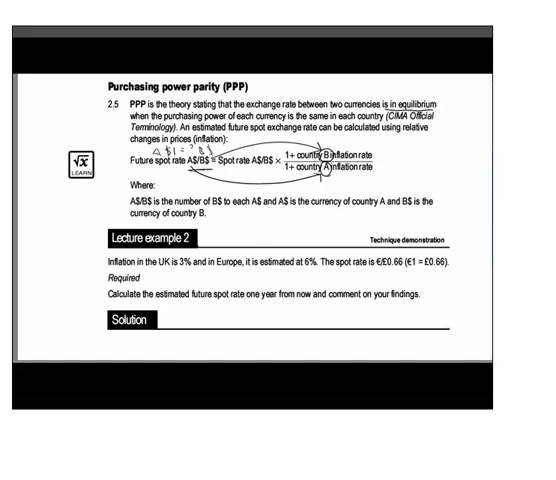 Purchasing power parity (PPP)
2.5 PPP is the theory stating that the exchange rate between two currencies is in equilibrium
when the purchasing power of each currency is the same in each country (CIMA Official
Terminology). An estimated future spot exchange rate can be calculated using relative
changes in prices (inflation):
A $1 = ? B$
Future spot rate A$/B$ = Spot rate A$/B$ ×
1+ country B inflation rate
1+ country A inflation rate
√x
LEARN
Where:
A$/B$ is the number of B$ to each A$ and A$ is the currency of country A and B$ is the
currency of country B.
Lecture example 2
Technique demonstration
Inflation in the UK is 3% and in Europe, it is estimated at 6%. The spot rate is €/£0.66 (€1 = £0.66).
Required
Calculate the estimated future spot rate one year from now and comment on your findings.
Solution